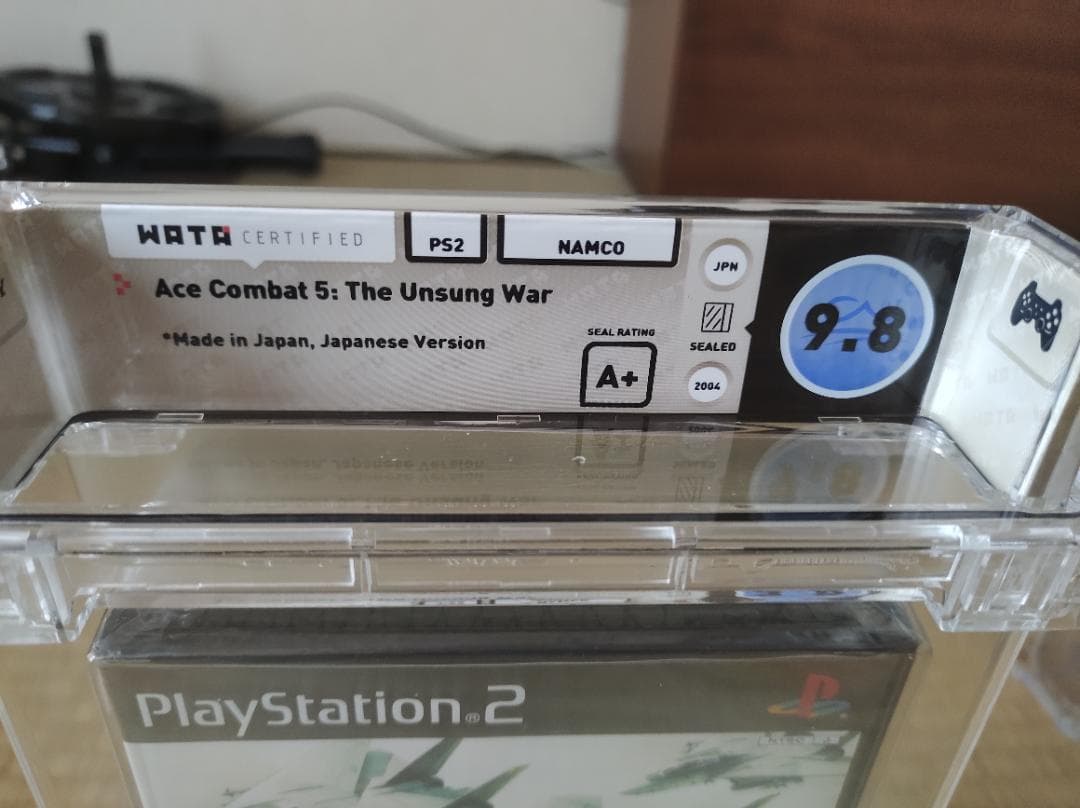 WATA CERTIFIED
PS2
NAMCO
JPN
Ace Combat 5: The Unsung War
*Made in Japan, Japanese Version
SEAL RATING
A+
SEALED
2004
9.8
PlayStation®2